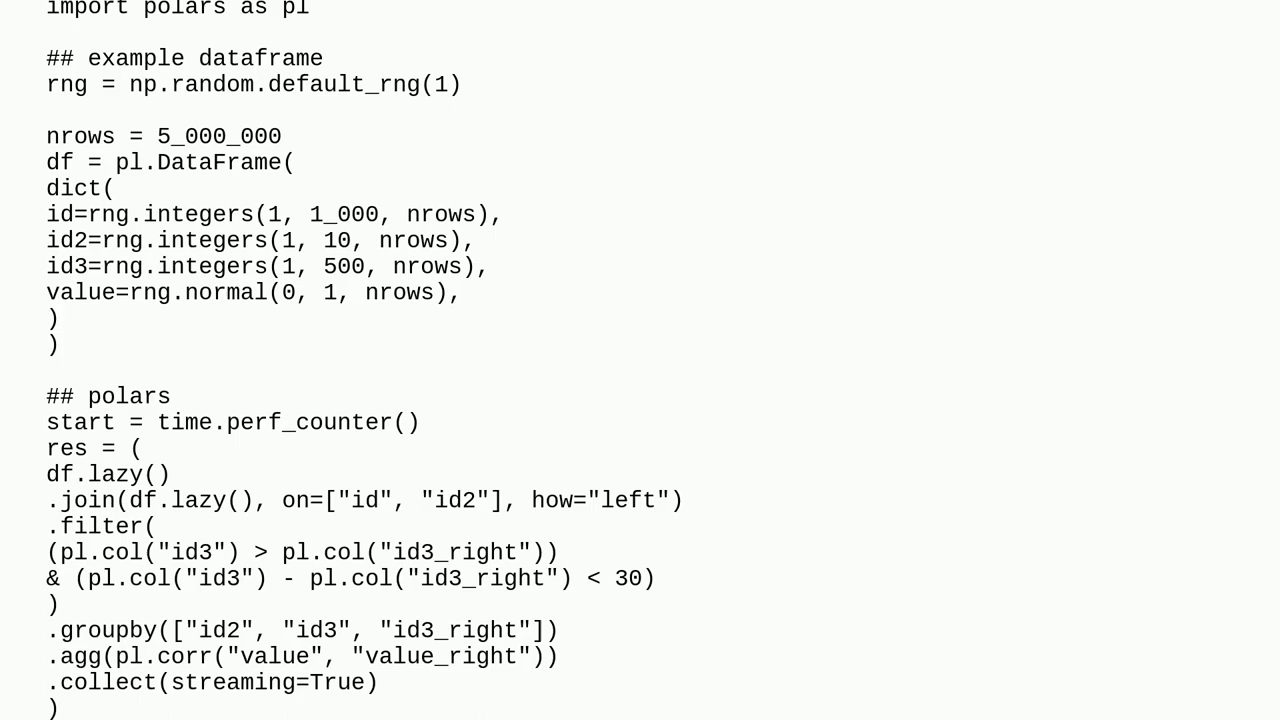 import polars as pl
## example dataframe
rng = np.random.default_rng(1)
nrows = 5_000_000
df = pl.DataFrame(
dict(
id=rng.integers(1, 1_000, nrows),
id2=rng.integers(1, 10, nrows),
id3=rng.integers(1, 500, nrows),
value=rng.normal(0, 1, nrows),
)
)
## polars
start = time.perf_counter()
res = (
df.lazy()
.join(df.lazy(), on=["id", "id2"], how="left")
.filter(
(pl.col("id3") > pl.col("id3_right"))
& (pl.col("id3") - pl.col("id3_right") < 30)
)
.groupby(["id2", "id3", "id3_right"])
.agg(pl.corr("value", "value_right"))
.collect(streaming=True)
)